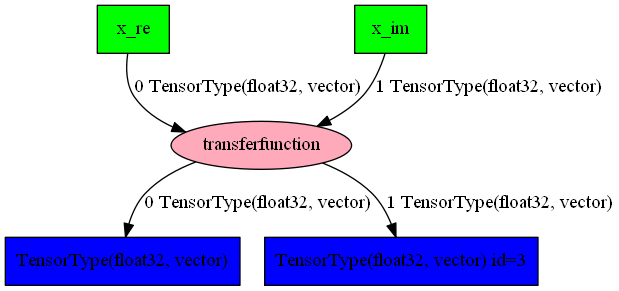 x_re
x_im
0 TensorType(float32, vector)
1 TensorType(float32, vector)
transferfunction
0 TensorType(float32, vector)
1 TensorType(float32, vector)
TensorType(float32, vector)
TensorType(float32, vector) id=3